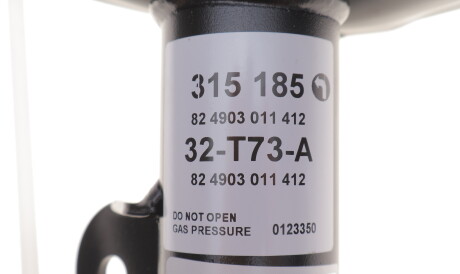 315 185
82 4903 011 412
32-T73-A
82 4903 011 412
DO NOT OPEN
GAS PRESSURE 0123350